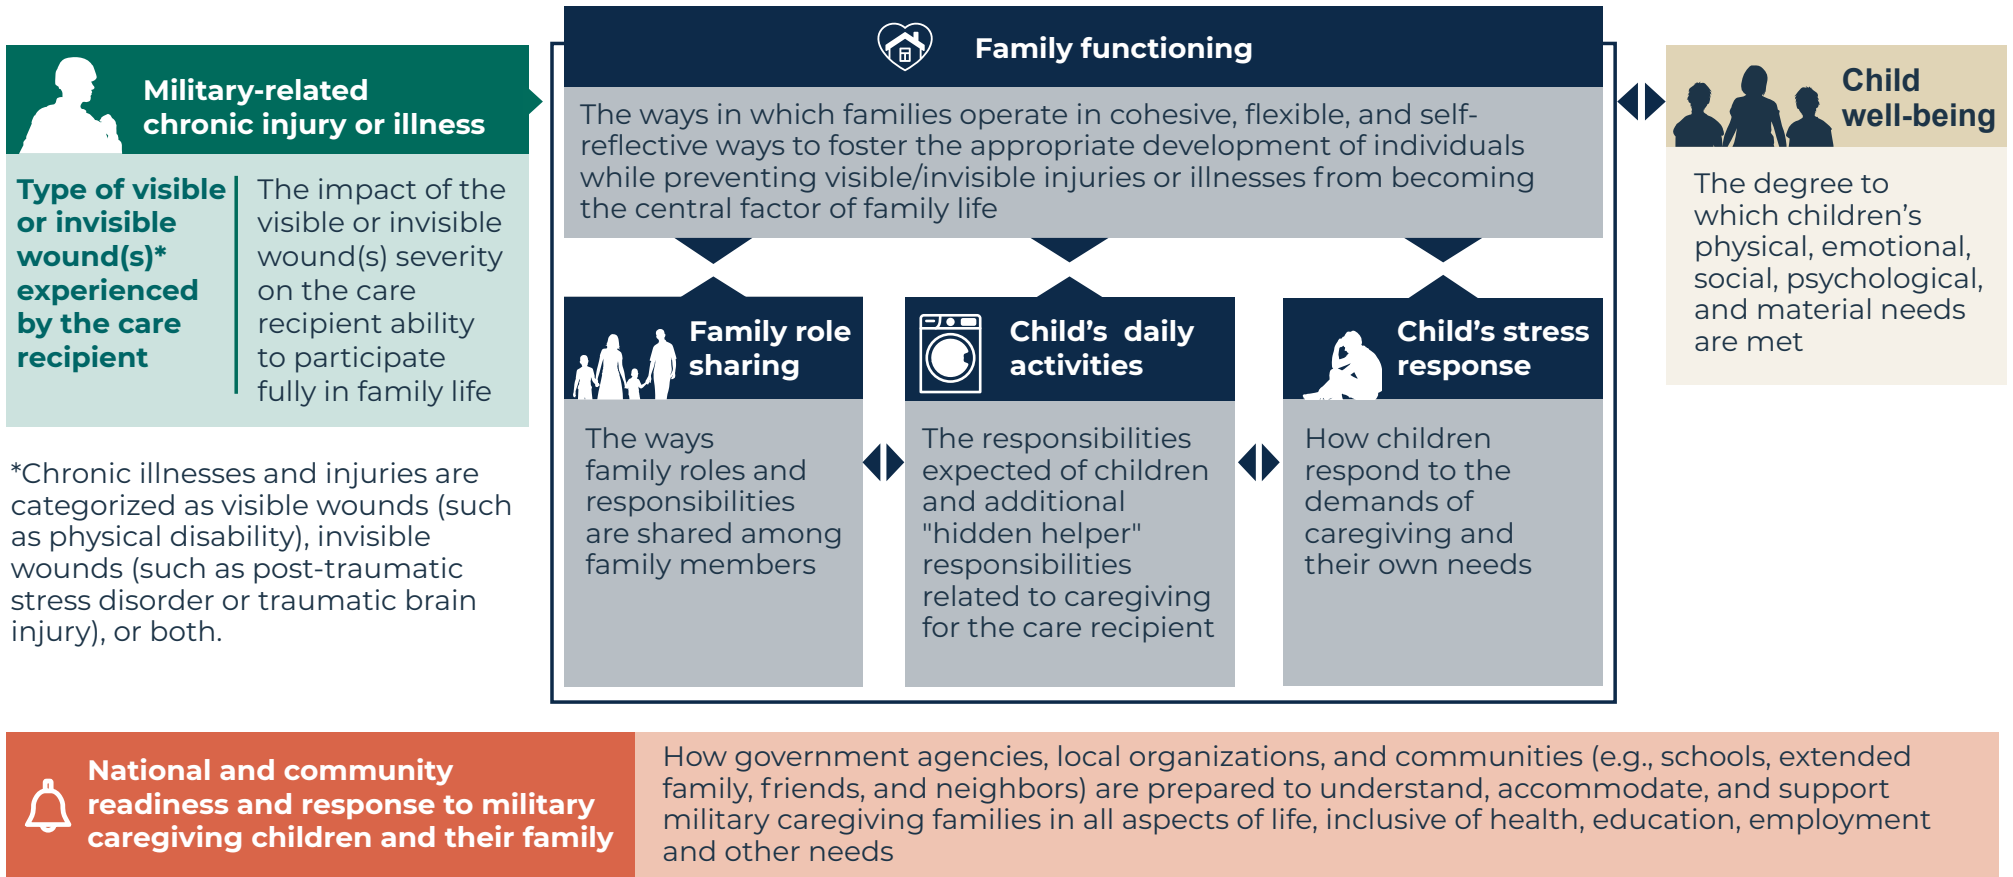 Military-related
chronic injury or illness
Type of visible
or invisible
wound(s)*
experienced
by the care
recipient
The impact of the
visible or invisible
wound(s) severity
on the care
recipient ability
to participate
fully in family life
*Chronic illnesses and injuries are
categorized as visible wounds (such
as physical disability), invisible
wounds (such as post-traumatic
stress disorder or traumatic brain
injury), or both.
Family functioning
The ways in which families operate in cohesive, flexible, and self-
reflective ways to foster the appropriate development of individuals
while preventing visible/invisible injuries or illnesses from becoming
the central factor of family life
Family role
sharing
The ways
family roles and
responsibilities
are shared among
family members
Child's daily
activities
The responsibilities
expected of children
and additional
"hidden helper"
responsibilities
related to caregiving
for the care recipient
Child's stress
response
How children
respond to the
demands of
caregiving and
their own needs
Child
well-being
The degree to
which children's
physical, emotional,
social, psychological,
and material needs
are met
National and community
readiness and response to military
caregiving children and their family
How government agencies, local organizations, and communities (e.g., schools, extended
family, friends, and neighbors) are prepared to understand, accommodate, and support
military caregiving families in all aspects of life, inclusive of health, education, employment
and other needs